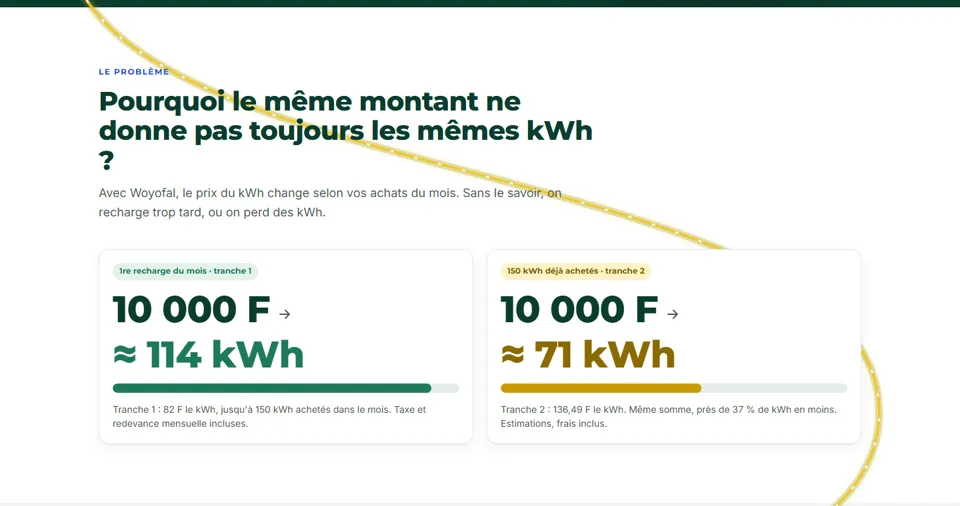 LE PROBLÈME
Pourquoi le même montant ne
donne pas toujours les mêmes kWh
?
Avec Woyofal, le prix du kWh change selon vos achats du mois. Sans le savoir, on
recharge trop tard, ou on perd des kWh.
1re recharge du mois · tranche 1
10 000 F →
≈ 114 kWh
Tranche 1 : 82 F le kWh, jusqu'à 150 kWh achetés dans le mois. Taxe et
redevance mensuelle incluses.
150 kWh déjà achetés · tranche 2
10 000 F →
≈ 71 kWh
Tranche 2 : 136,49 F le kWh. Même somme, près de 37 % de kWh en moins.
Estimations, frais inclus.